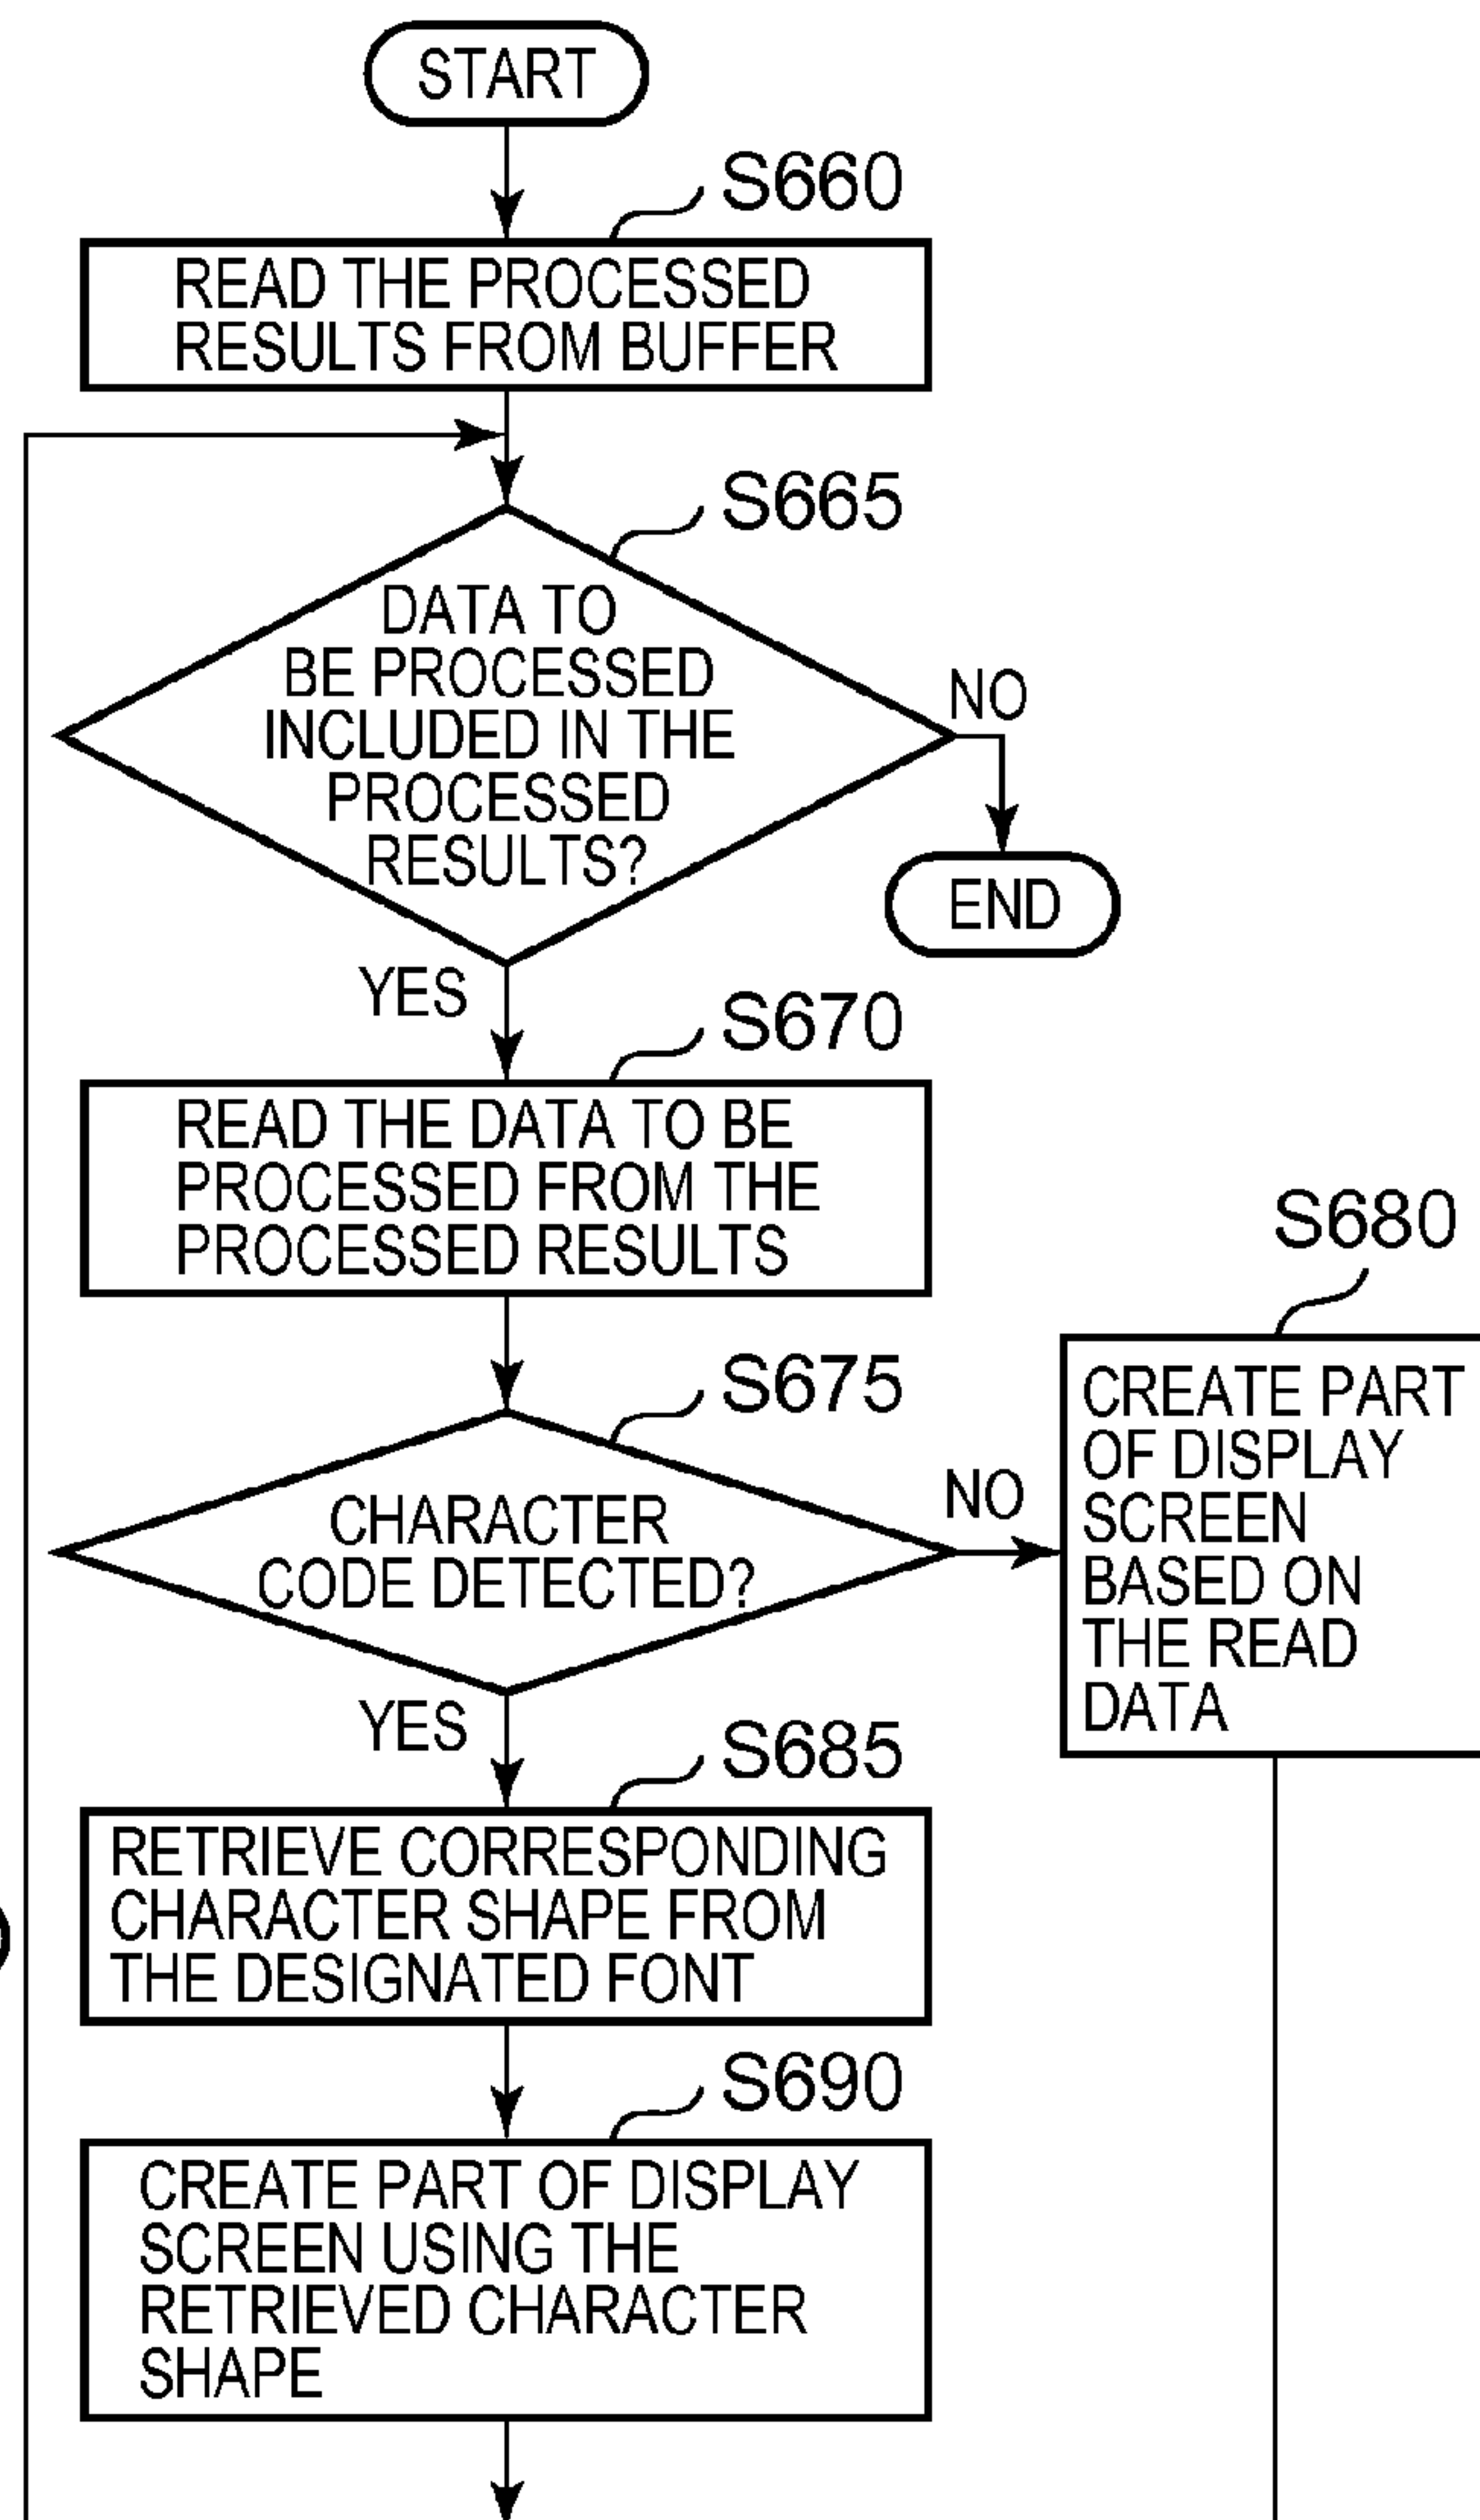 START
S660
READ THE PROCESSED
RESULTS FROM BUFFER
S665
DATA TO
BE PROCESSED
INCLUDED IN THE
PROCESSED
RESULTS?
NO
END
YES
S670
READ THE DATA TO BE
PROCESSED FROM THE
PROCESSED RESULTS
S675
CHARACTER
CODE DETECTED?
NO
S680
CREATE PART
OF DISPLAY
SCREEN
BASED ON
THE READ
DATA
YES
S685
RETRIEVE CORRESPONDING
CHARACTER SHAPE FROM
THE DESIGNATED FONT
S690
CREATE PART OF DISPLAY
SCREEN USING THE
RETRIEVED CHARACTER
SHAPE